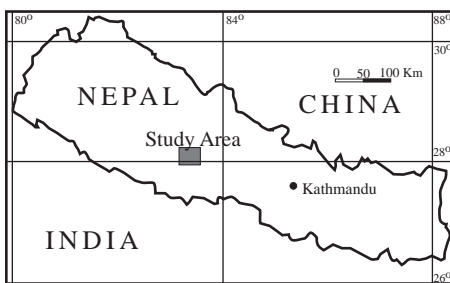 80° 84° 88°
30°
0 50 100 Km
NEPAL CHINA
Study Area
28°
Kathmandu
INDIA
26°